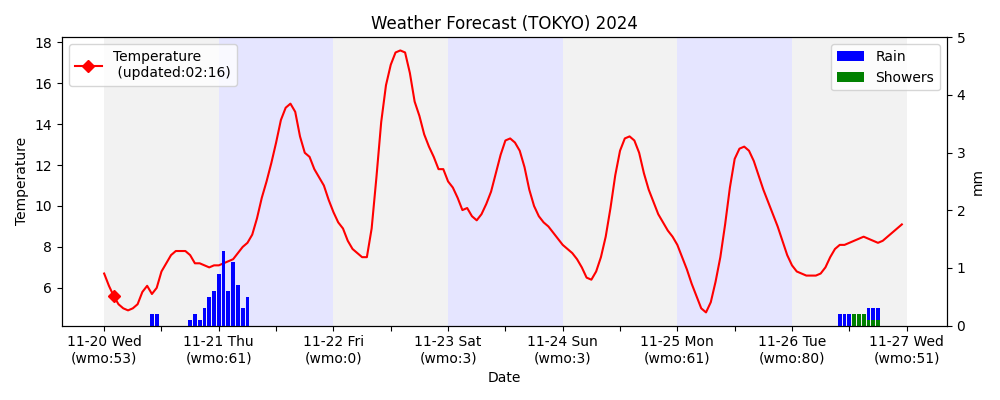 Weather Forecast (TOKYO) 2024
Temperature
(updated:02:16)
Rain
Showers
Temperature
18
16
14
12
10
8
6
5
4
3
2
1
0
mm
11-20 Wed
(wmo:53)
11-21 Thu
(wmo:61)
11-22 Fri
(wmo:0)
11-23 Sat
(wmo:3)
11-24 Sun
(wmo:3)
11-25 Mon
(wmo:61)
11-26 Tue
(wmo:80)
11-27 Wed
(wmo:51)
Date